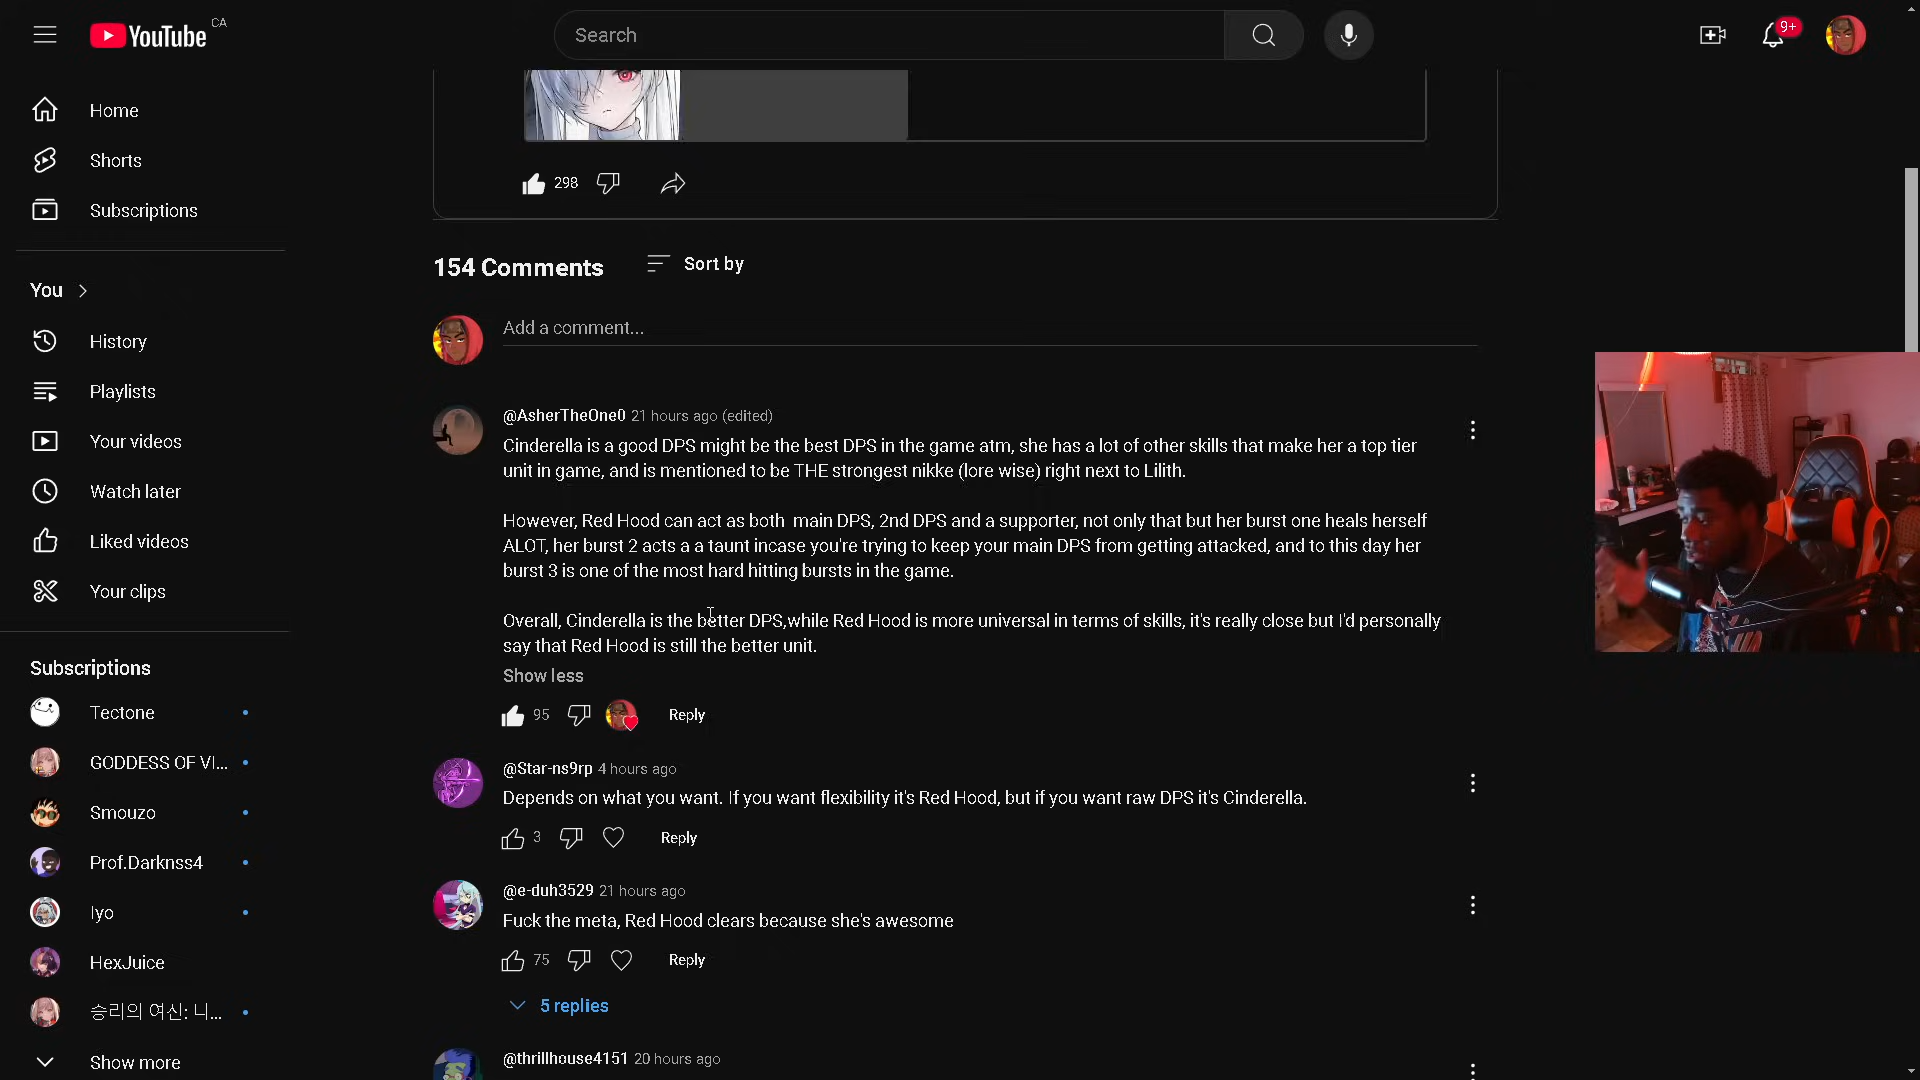 YouTube CA
Search
9+
Home
Shorts
Subscriptions
You
History
Playlists
Your videos
Watch later
Liked videos
Your clips
Subscriptions
Tectone
GODDESS OF VI...
Smouzo
Prof.Darknss4
Iyo
HexJuice
승리의 여신: 니...
Show more
298
154 Comments
Sort by
Add a comment...
@AsherTheOne0 21 hours ago (edited)
Cinderella is a good DPS might be the best DPS in the game atm, she has a lot of other skills that make her a top tier
unit in game, and is mentioned to be THE strongest nikke (lore wise) right next to Lilith.
However, Red Hood can act as both main DPS, 2nd DPS and a supporter, not only that but her burst one heals herself
ALOT, her burst 2 acts a a taunt incase you're trying to keep your main DPS from getting attacked, and to this day her
burst 3 is one of the most hard hitting bursts in the game.
Overall, Cinderella is the better DPS,while Red Hood is more universal in terms of skills, it's really close but I'd personally
say that Red Hood is still the better unit.
Show less
95
Reply
@Star-ns9rp 4 hours ago
Depends on what you want. If you want flexibility it's Red Hood, but if you want raw DPS it's Cinderella.
3
Reply
@e-duh3529 21 hours ago
Fuck the meta, Red Hood clears because she's awesome
75
Reply
5 replies
@thrillhouse4151 20 hours ago